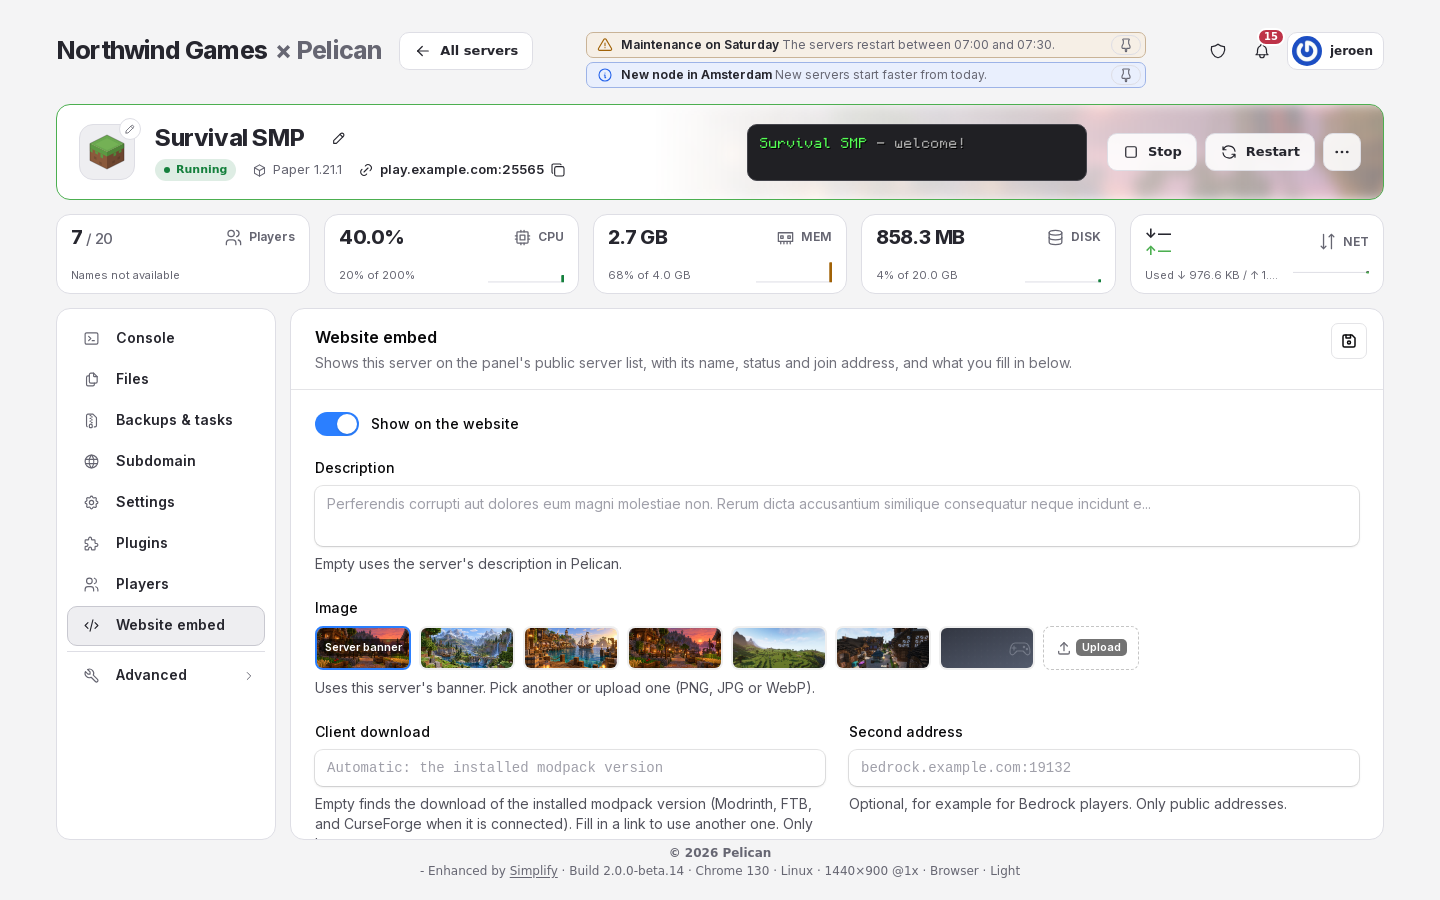 Northwind Games × Pelican
All servers
Maintenance on Saturday The servers restart between 07:00 and 07:30.
New node in Amsterdam New servers start faster from today.
15
jeroen
Survival SMP
Running
Paper 1.21.1
play.example.com:25565
Survival SMP - welcome!
Stop
Restart
7 / 20
Players
Names not available
40.0%
CPU
20% of 200%
2.7 GB
MEM
68% of 4.0 GB
858.3 MB
DISK
4% of 20.0 GB
↓—
↑—
NET
Used ↓ 976.6 KB / ↑ 1....
Console
Files
Backups & tasks
Subdomain
Settings
Plugins
Players
Website embed
Advanced
Website embed
Shows this server on the panel's public server list, with its name, status and join address, and what you fill in below.
Show on the website
Description
Perferendis corrupti aut dolores eum magni molestiae non. Rerum dicta accusantium similique consequatur neque incidunt e...
Empty uses the server's description in Pelican.
Image
Server banner
Upload
Uses this server's banner. Pick another or upload one (PNG, JPG or WebP).
Client download
Automatic: the installed modpack version
Empty finds the download of the installed modpack version (Modrinth, FTB,
and CurseForge when it is connected). Fill in a link to use another one. Only
Second address
bedrock.example.com:19132
Optional, for example for Bedrock players. Only public addresses.
© 2026 Pelican
- Enhanced by Simplify · Build 2.0.0-beta.14 · Chrome 130 · Linux · 1440×900 @1x · Browser · Light